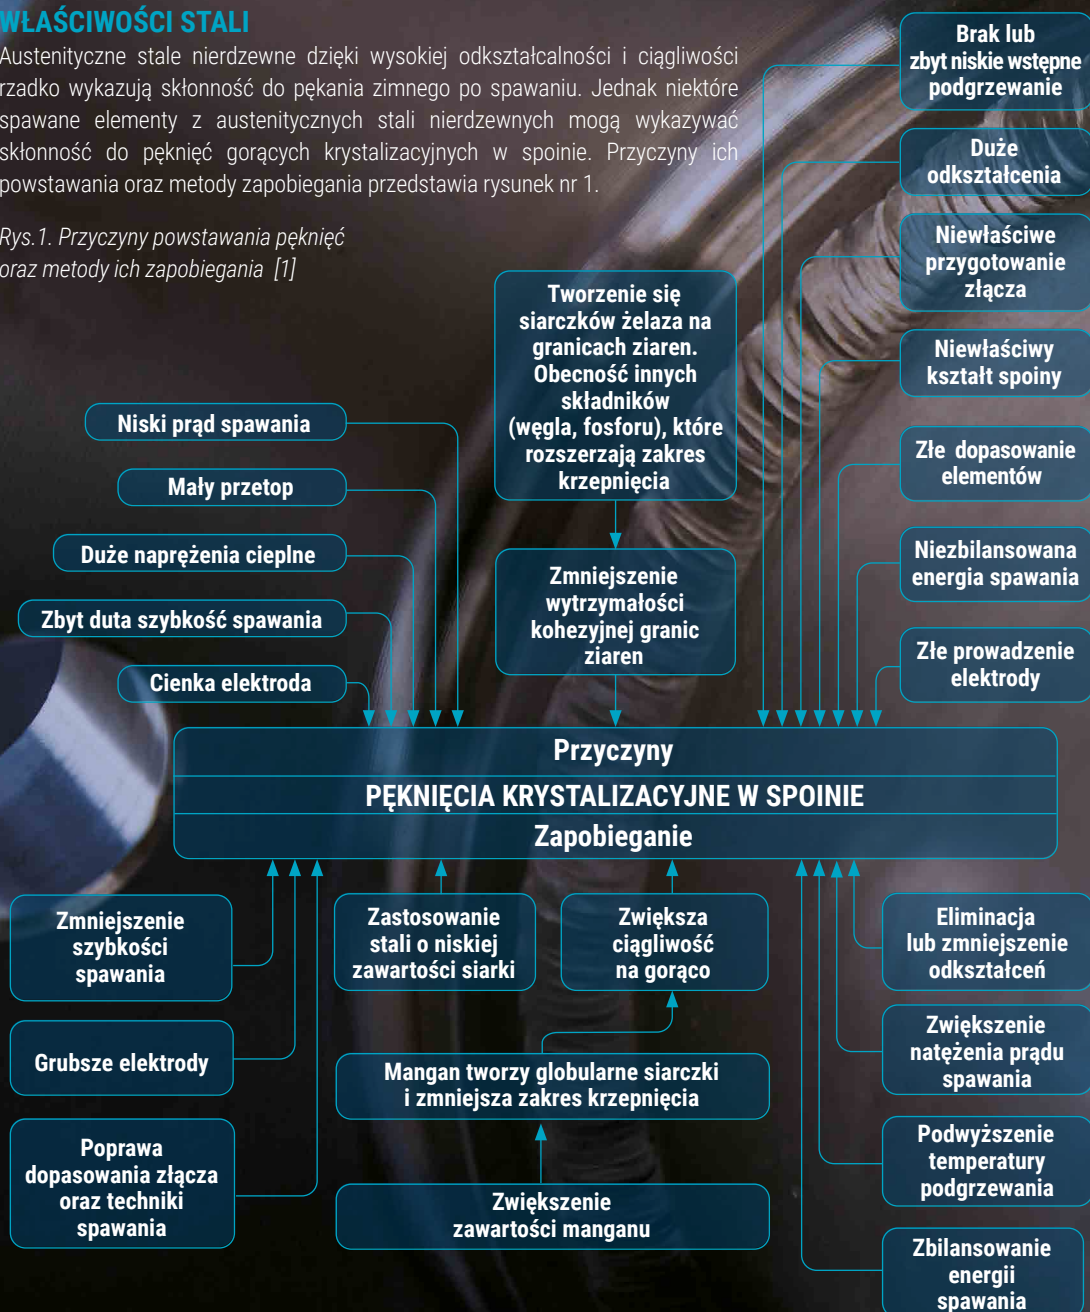 WŁAŚCIWOŚCI STALI
Austenityczne stale nierdzewne dzięki wysokiej odkształcalności i ciągliwości
rzadko wykazują skłonność do pękania zimnego po spawaniu. Jednak niektóre
spawane elementy z austenitycznych stali nierdzewnych mogą wykazywać
skłonność do pęknięć gorących krystalizacyjnych w spoinie. Przyczyny ich
powstawania oraz metody zapobiegania przedstawia rysunek nr 1.
Rys.1. Przyczyny powstawania pęknięć
oraz metody ich zapobiegania [1]
Niski prąd spawania
Mały przetop
Duże naprężenia cieplne
Zbyt duta szybkość spawania
Cienka elektroda
Tworzenie się
siarczków żelaza na
granicach ziaren.
Obecność innych
składników
(węgla, fosforu), które
rozszerzają zakres
krzepnięcia
Zmniejszenie
wytrzymałości
kohezyjnej granic
ziaren
Brak lub
zbyt niskie wstępne
podgrzewanie
Duże
odkształcenia
Niewłaściwe
przygotowanie
złącza
Niewłaściwy
kształt spoiny
Złe dopasowanie
elementów
Niezbilansowana
energia spawania
Złe prowadzenie
elektrody
Przyczyny
PĘKNIĘCIA KRYSTALIZACYJNE W SPOINIE
Zapobieganie
Zmniejszenie
szybkości
spawania
Grubsze elektrody
Poprawa
dopasowania złącza
oraz techniki
spawania
Zastosowanie
stali o niskiej
zawartości siarki
Zwiększa
ciągliwość
na gorąco
Mangan tworzy globularne siarczki
i zmniejsza zakres krzepnięcia
Zwiększenie
zawartości manganu
Eliminacja
lub zmniejszenie
odkształceń
Zwiększenie
natężenia prądu
spawania
Podwyższenie
temperatury
podgrzewania
Zbilansowanie
energii
spawania